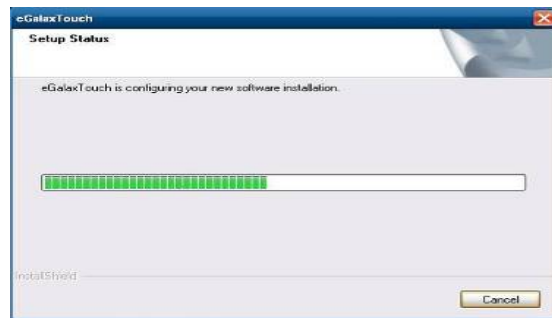 eGalaxTouch
Setup Status
eGalaxTouch is configuring your new software installation.
InstallShield
Cancel